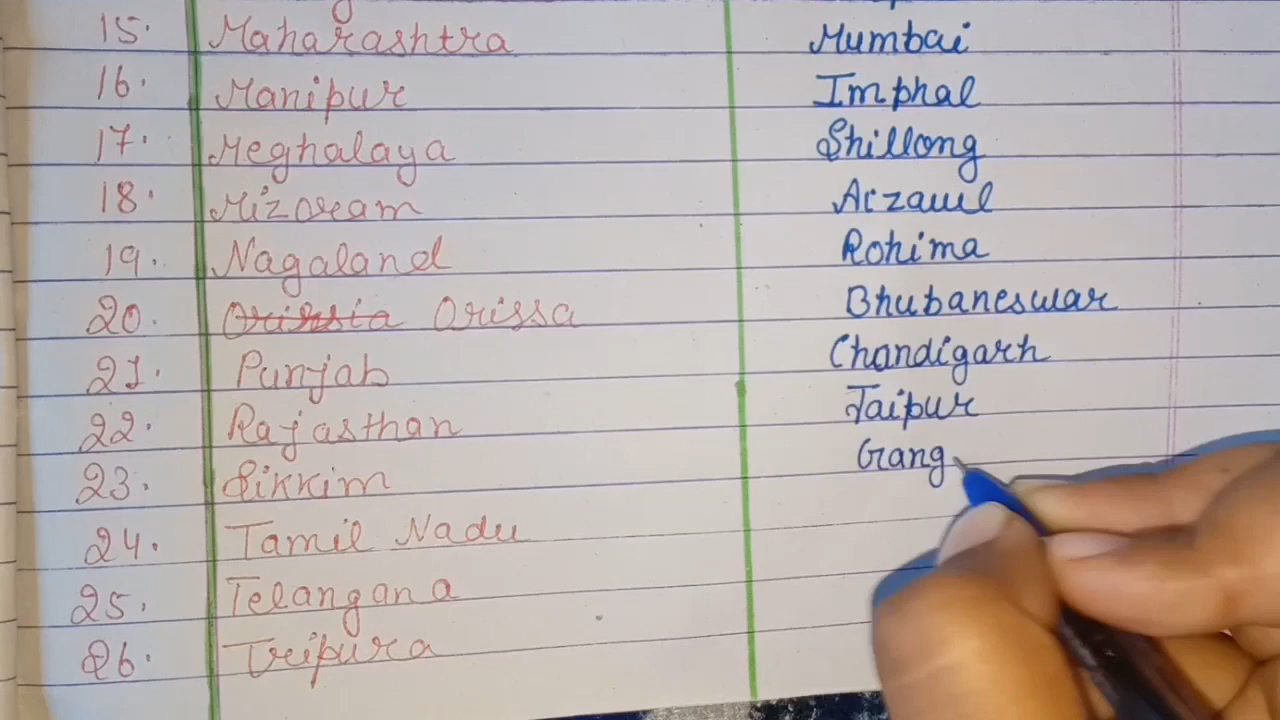 15. Maharashtra Mumbai
16. Manipur Imphal
17. Meghalaya Shillong
18. Mizoram Aizawl
19. Nagaland Kohima
20. Orissa Bhubaneswar
21. Punjab Chandigarh
22. Rajasthan Jaipur
23. Sikkim Gang
24. Tamil Nadu
25. Telangana
26. Tripura